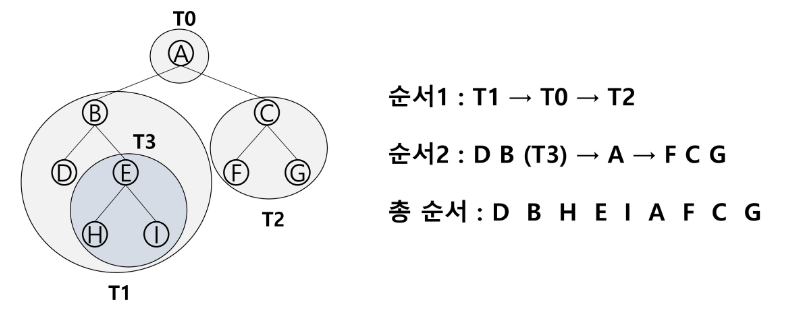 T0
A
B
C
T3
D
E
F
G
H
I
T2
T1
순서1 : T1 → T0 → T2
순서2 : D B (T3) → A → F C G
총 순서 : D B H E I A F C G